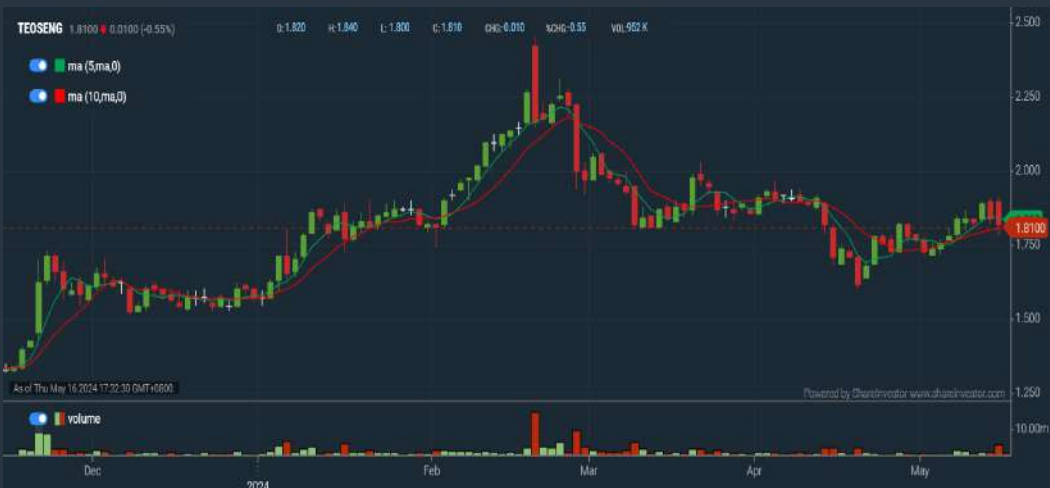 TEOSENG 1.8100 0.0100 (-0.55%) O:1.820 H:1.840 L:1.800 C:1.810 CHG:-0.010 %CHG:-0.55 VOL:952 K
ma (5,ma,0)
ma (10,ma,0)
2.500
2.250
2.000
1.8100
1.750
1.500
1.250
As of Thu May 16 2024 17:32:30 GMT+0800
Powered by ShareInvestor www.shareinvestor.com
volume
10.00m
Dec Feb Mar Apr May
2024